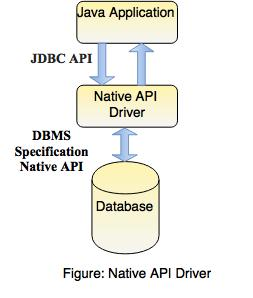 Java Application
JDBC API
Native API
Driver
DBMS
Specification
Native API
Database
Figure: Native API Driver